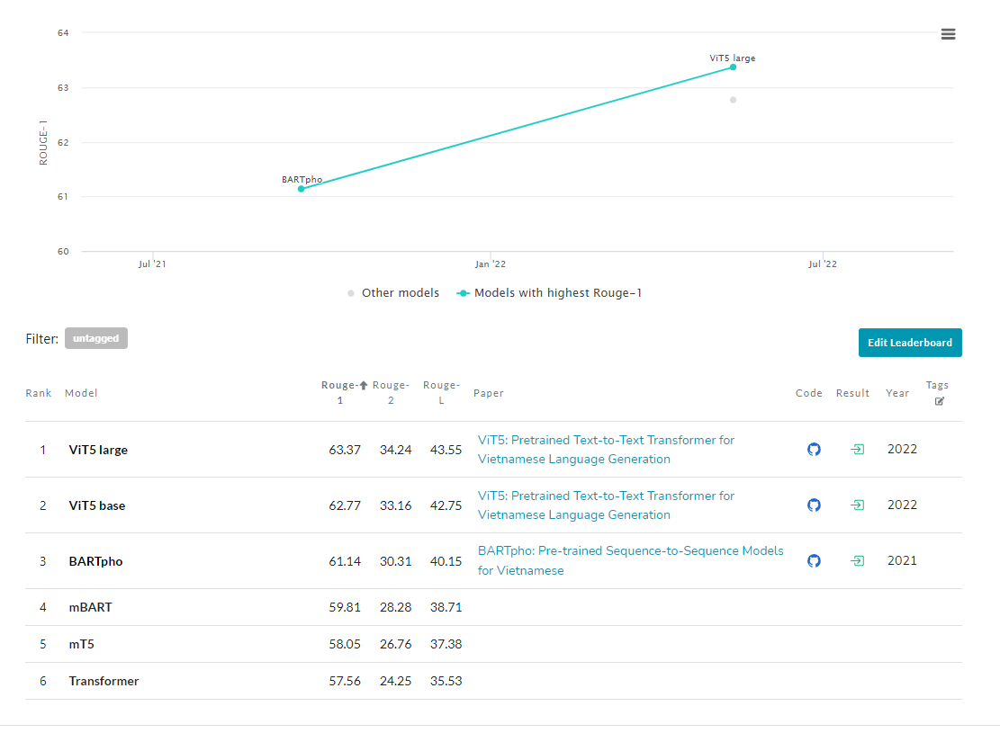 64
ViT5 large
63
62
ROUGE-1
BARTpho
61
60
Jul '21 Jan '22 Jul '22
Other models Models with highest Rouge-1
Filter: untagged
Edit Leaderboard
Rank Model Rouge-1 Rouge-2 Rouge-L Paper Code Result Year Tags
1 ViT5 large 63.37 34.24 43.55 ViT5: Pretrained Text-to-Text Transformer for
Vietnamese Language Generation 2022
2 ViT5 base 62.77 33.16 42.75 ViT5: Pretrained Text-to-Text Transformer for
Vietnamese Language Generation 2022
3 BARTpho 61.14 30.31 40.15 BARTpho: Pre-trained Sequence-to-Sequence Models
for Vietnamese 2021
4 mBART 59.81 28.28 38.71
5 mT5 58.05 26.76 37.38
6 Transformer 57.56 24.25 35.53